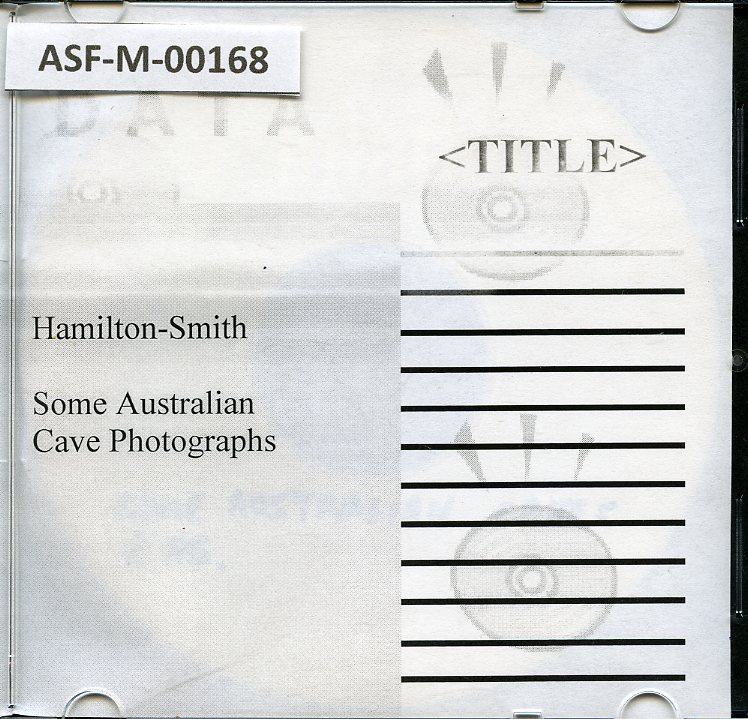 ASF-M-00168
DATA
<TITLE>
Hamilton-Smith
Some Australian
Cave Photographs